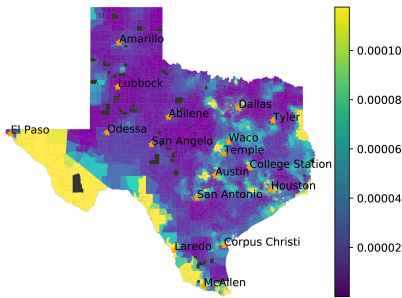 Amarillo
Lubbock
Abilene
Dallas
Tyler
El Paso
Odessa
San Angelo
Waco
Temple
College Station
Austin
Houston
San Antonio
Laredo
Corpus Christi
McAllen
0.00010
0.00008
0.00006
0.00004
0.00002